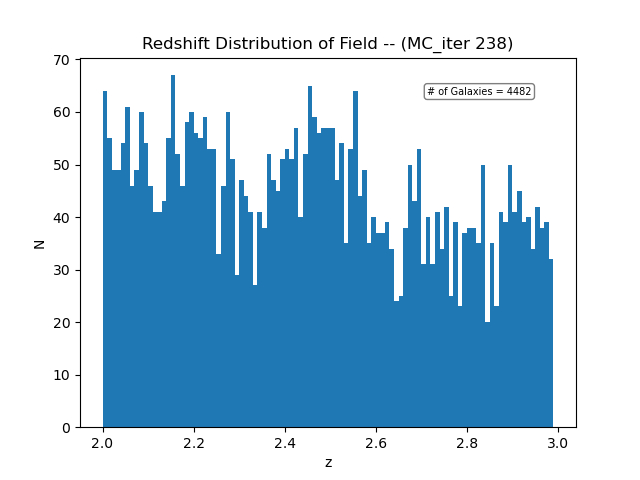 Redshift Distribution of Field -- (MC_iter 238)
# of Galaxies = 4482
70
60
50
40
30
20
10
0
N
2.0 2.2 2.4 2.6 2.8 3.0
z